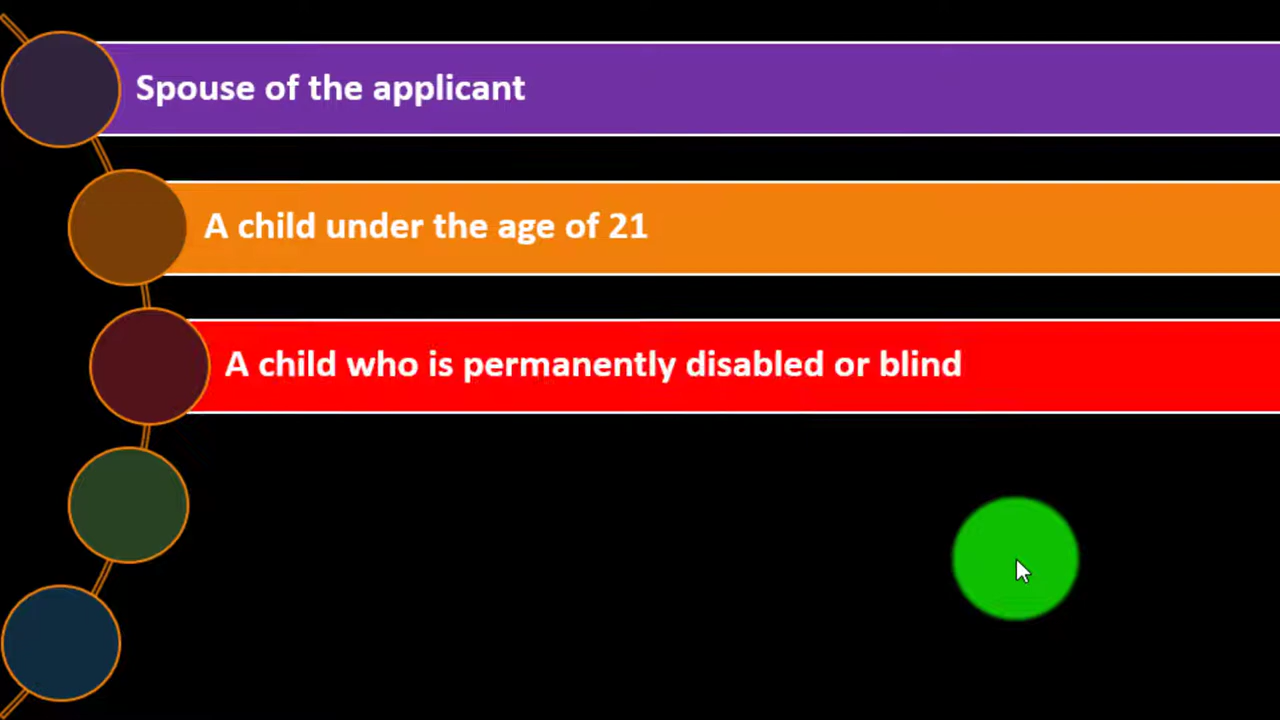 Spouse of the applicant
A child under the age of 21
A child who is permanently disabled or blind